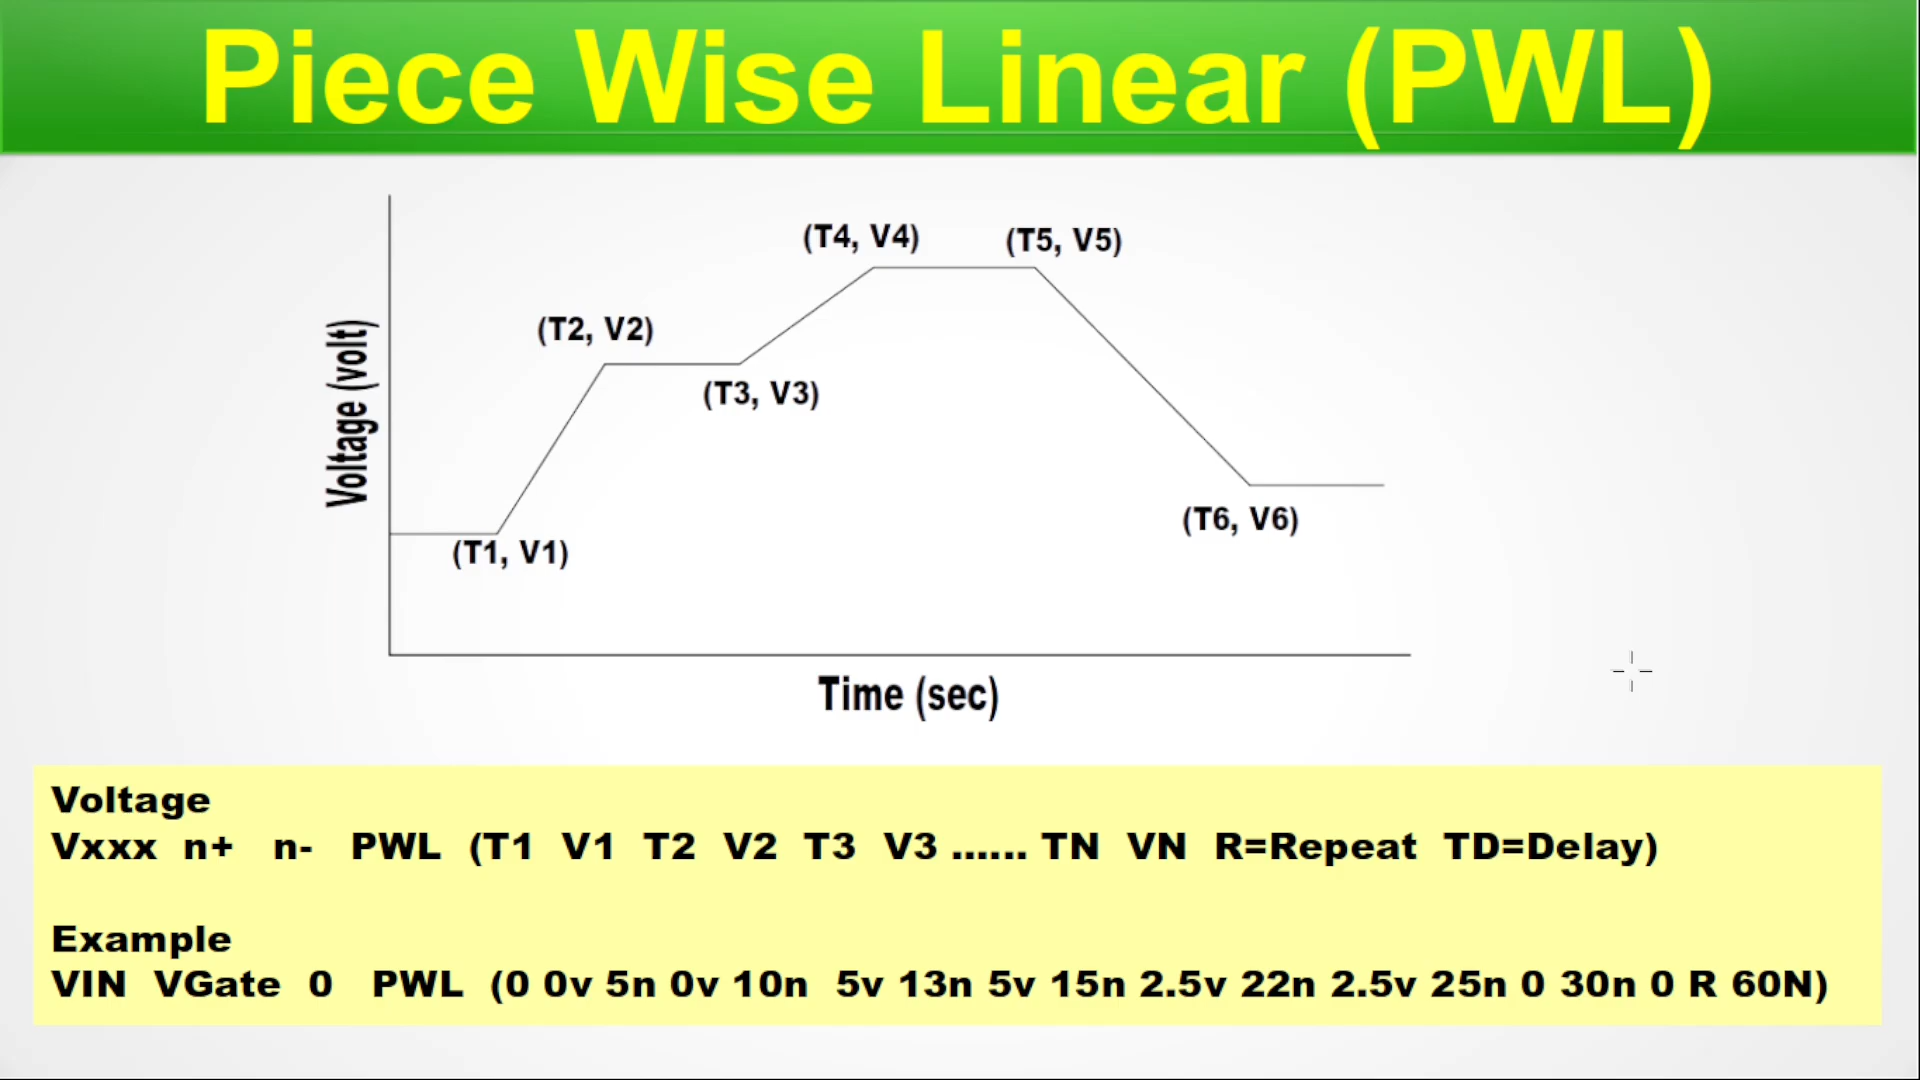 Piece Wise Linear (PWL)
(T4, V4)
(T5, V5)
(T2, V2)
(T3, V3)
Voltage (volt)
(T6, V6)
(T1, V1)
Time (sec)
Voltage
Vxxx n+ n- PWL (T1 V1 T2 V2 T3 V3 ...... TN VN R=Repeat TD=Delay)
Example
VIN VGate 0 PWL (0 0v 5n 0v 10n 5v 13n 5v 15n 2.5v 22n 2.5v 25n 0 30n 0 R 60N)